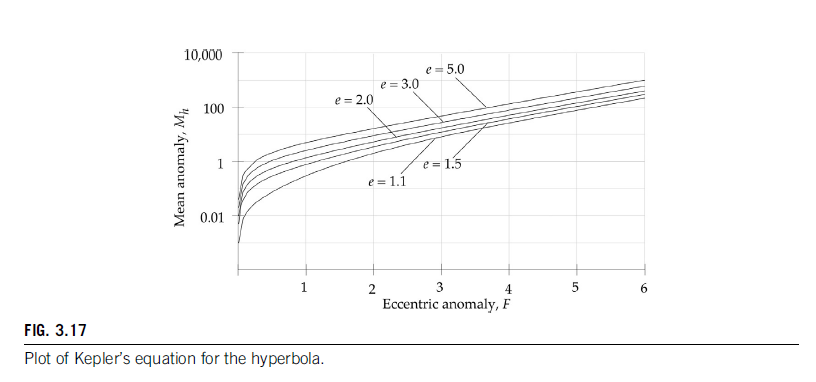 10,000
100
1
0.01
Mean anomaly, Mh
e = 5.0
e = 3.0
e = 2.0
e = 1.5
e = 1.1
1 2 3 4 5 6
Eccentric anomaly, F
FIG. 3.17
Plot of Kepler's equation for the hyperbola.